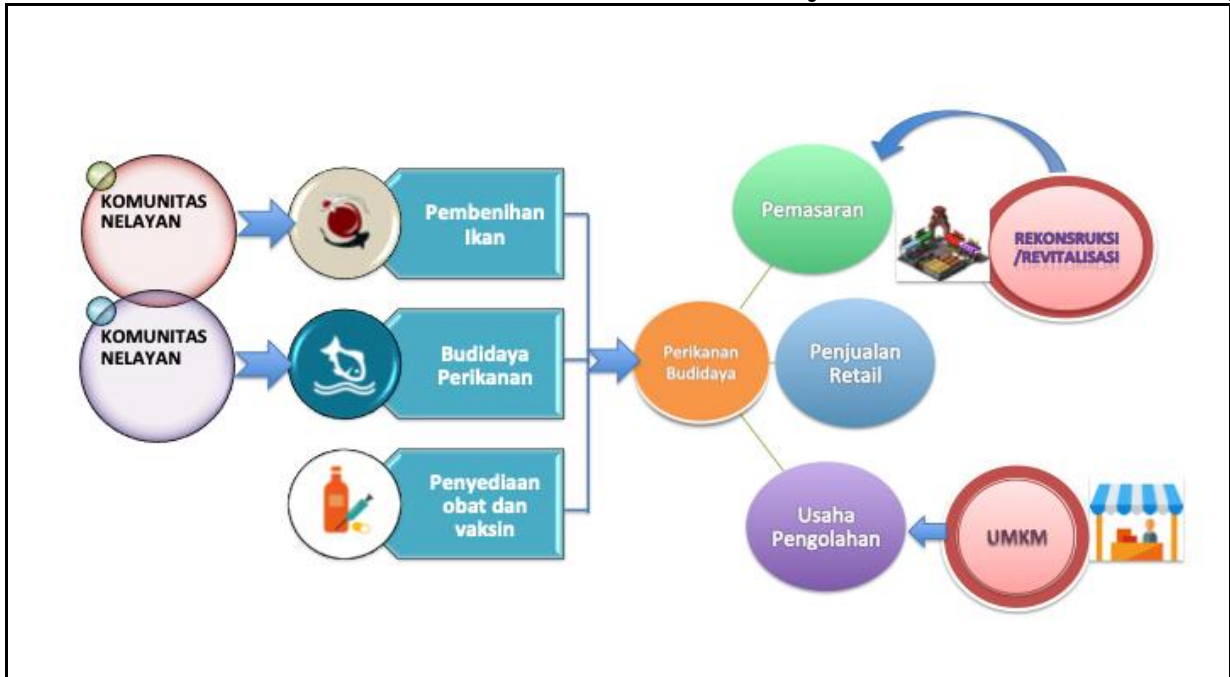 KOMUNITAS
NELAYAN
Pembenihan
Ikan
KOMUNITAS
NELAYAN
Budidaya
Perikanan
Penyediaan
obat dan
vaksin
Perikanan
Budidaya
Pemasaran
REKONSRUKSI
/REVITALISASI
Penjualan
Retail
Usaha
Pengolahan
UMKM